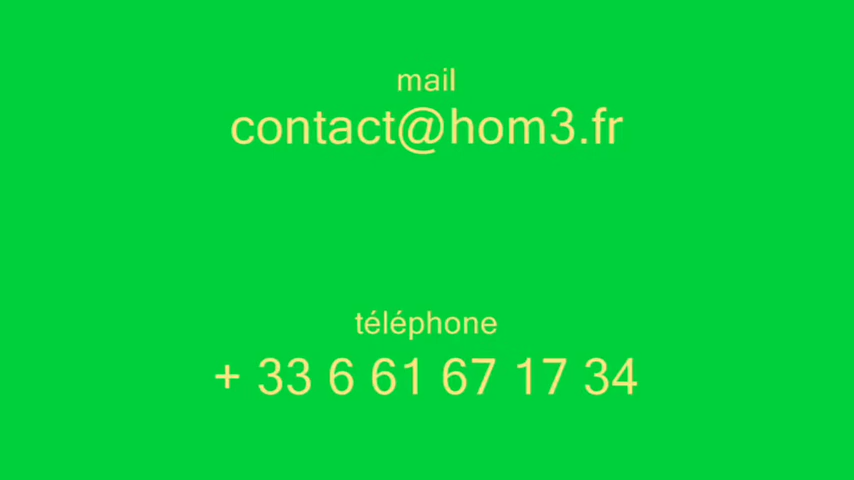 mail
contact@hom3.fr
téléphone
+ 33 6 61 67 17 34